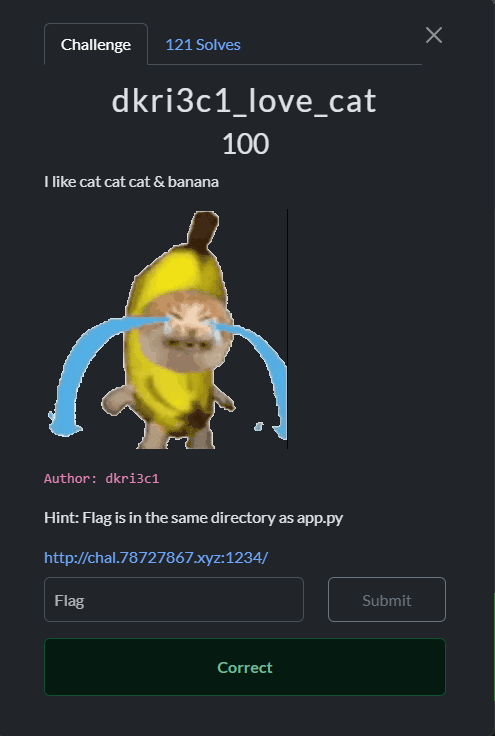 Challenge
121 Solves
dkri3c1_love_cat
100
I like cat cat cat & banana
Author: dkri3c1
Hint: Flag is in the same directory as app.py
http://chal.78727867.xyz:1234/
Flag
Submit
Correct